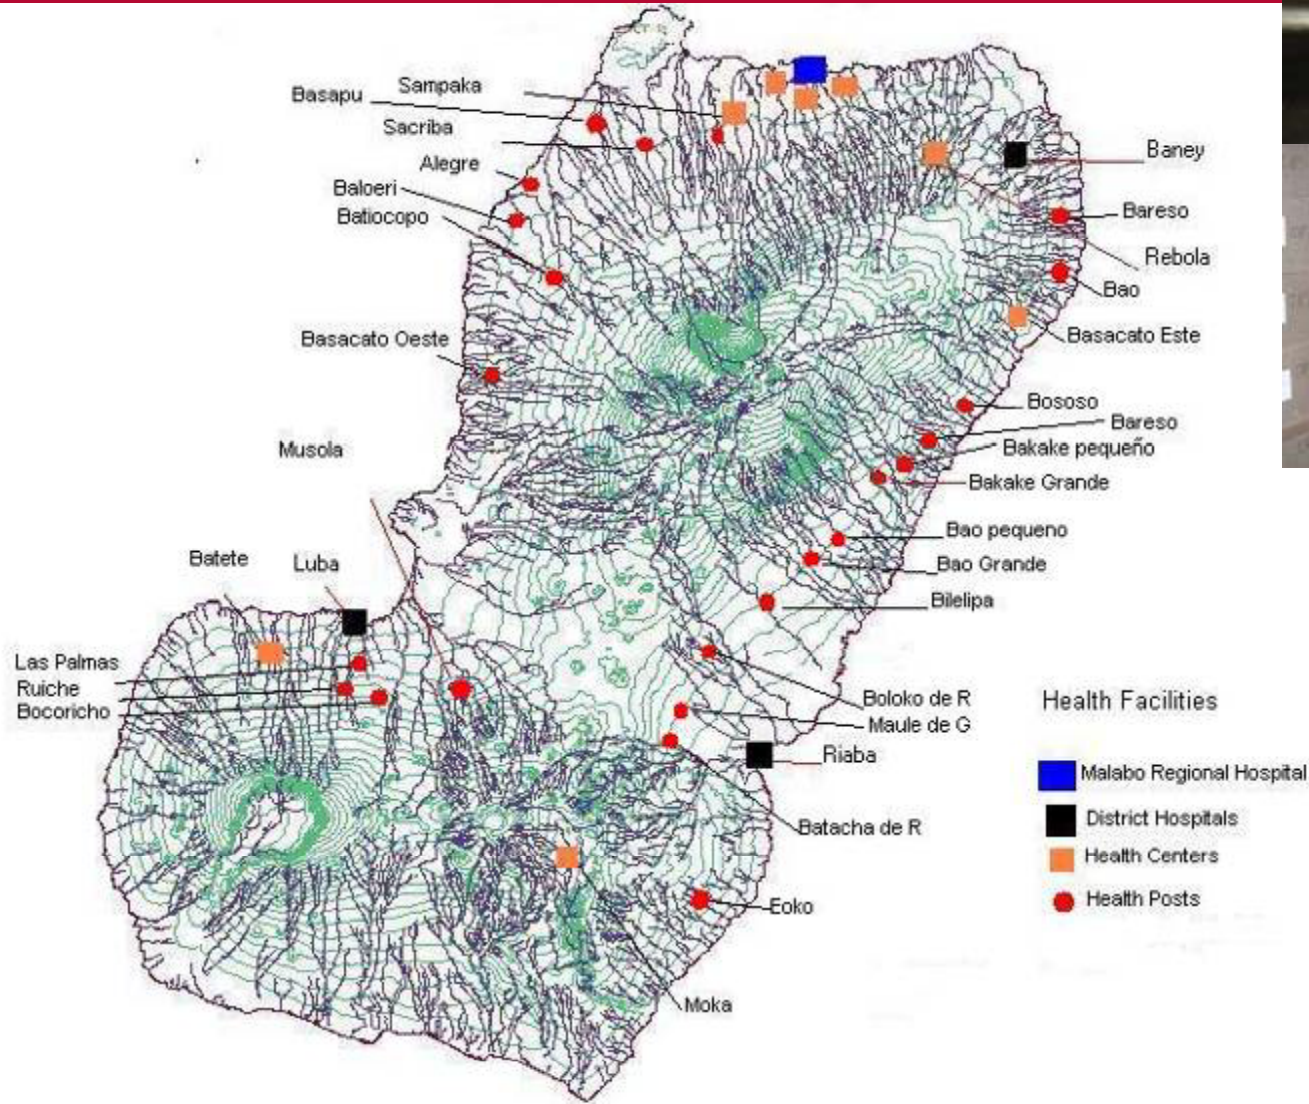 Sampaka
Basapu
Sacriba
Alegre
Baloeri
Batiocopo
Basacato Oeste
Musola
Batete
Luba
Las Palmas
Ruiche
Bocoricho
Baney
Bareso
Rebola
Bao
Basacato Este
Bososo
Bareso
Bakake pequeño
Bakake Grande
Bao pequeno
Bao Grande
Bilelipa
Boloko de R
Maule de G
Riaba
Batacha de R
Eoko
Moka
Health Facilities
Malabo Regional Hospital
District Hospitals
Health Centers
Health Posts